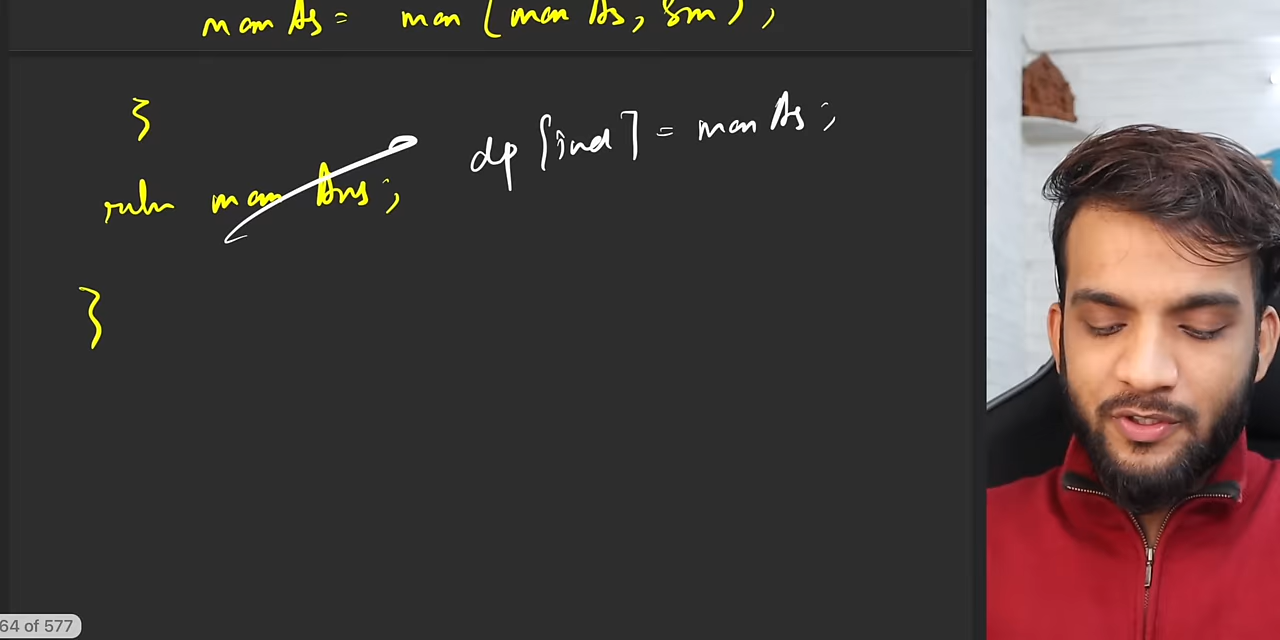 maxAns = max (maxAns, sum) ;
}
return maxAns; dp [ind] = maxAns;
}
64 of 577